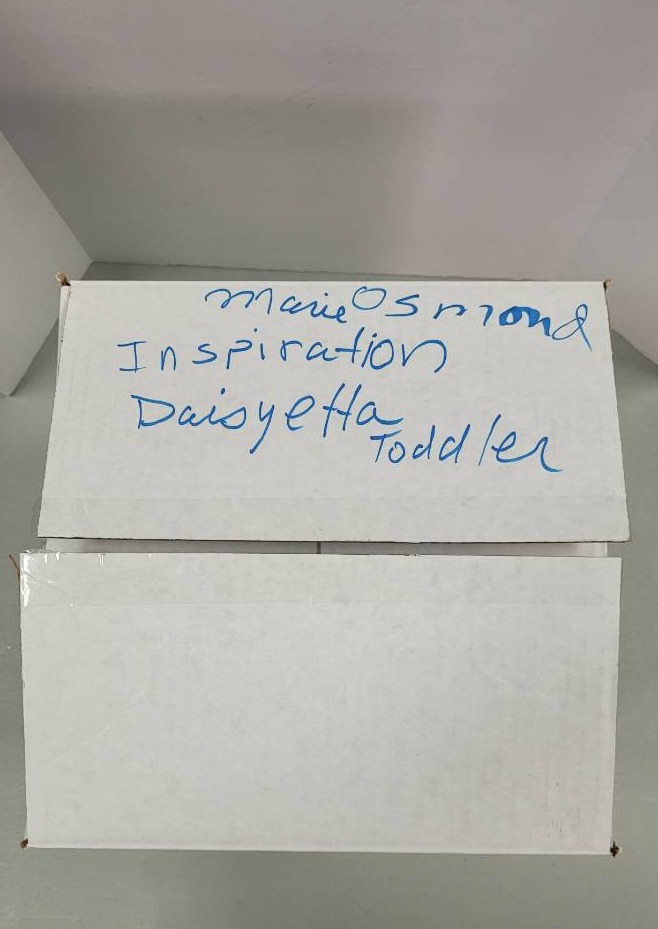 Marie Osmond
Inspiration
Daisyetta
Toddler